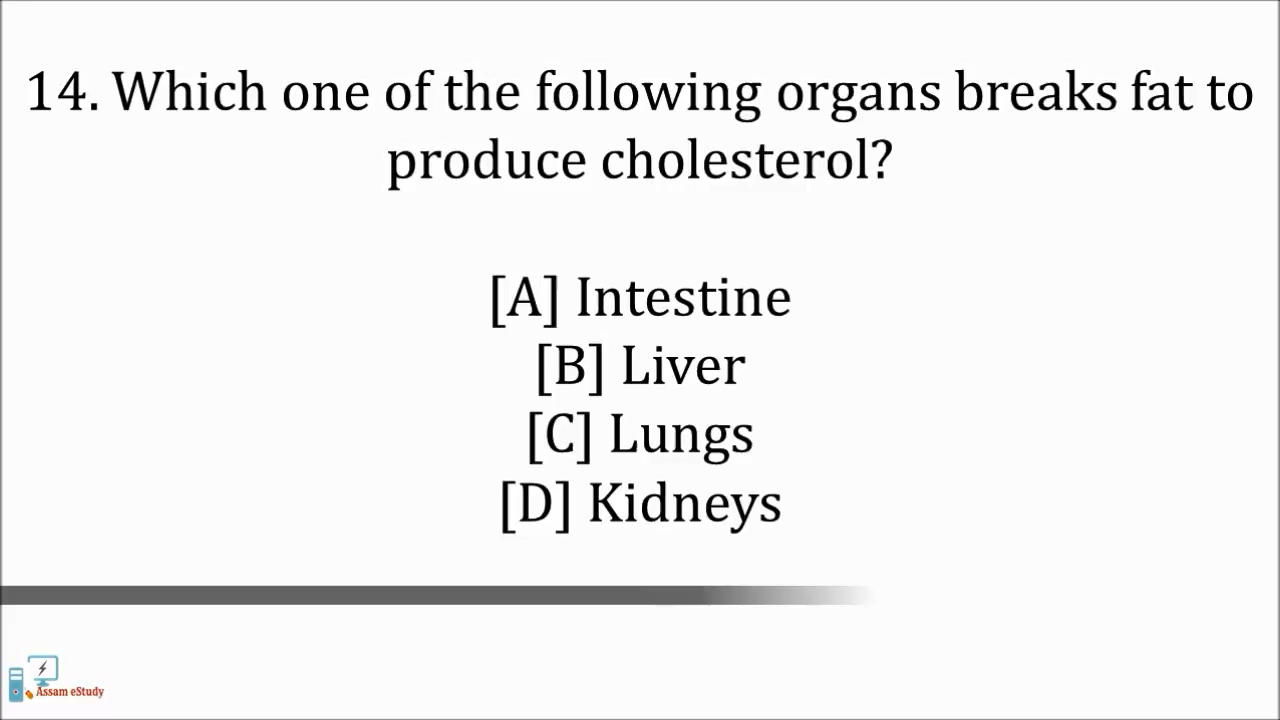 14. Which one of the following organs breaks fat to
produce cholesterol?
[A] Intestine
[B] Liver
[C] Lungs
[D] Kidneys
Assam eStudy